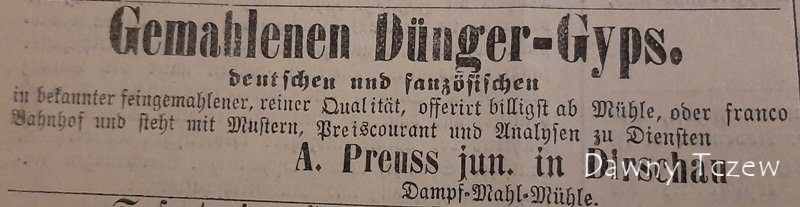 Gemahlenen Dünger-Gyps.
deutschen und fanzösischen
in bekannter feingemahlener, reiner Qualität, offerirt billigst ab Mühle, oder franco
Bahnhof und steht mit Mustern, Preiscourant und Analysen zu Diensten
A. Preuss jun. in Dirschau
Dawny Tczew
Dampf-Mahl-Mühle.